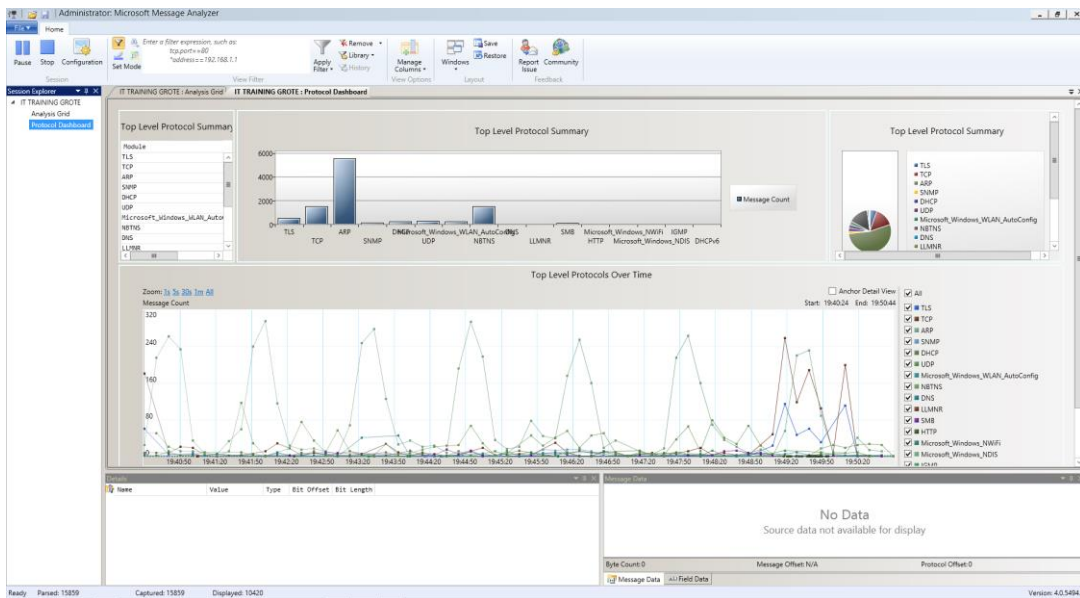 Administrator: Microsoft Message Analyzer
File
Home
Pause
Stop
Configuration
Session
Set Mode
Enter a filter expression, such as:
tcp.port==80
*address==192.168.1.1
Apply Filter
Remove
Library
History
View Filter
Manage Columns
View Options
Windows
Save
Restore
Layout
Report Issue
Community
Feedback
Session Explorer
IT TRAINING GROTE
Analysis Grid
Protocol Dashboard
IT TRAINING GROTE : Analysis Grid
IT TRAINING GROTE : Protocol Dashboard
Top Level Protocol Summary
Module
TLS
TCP
ARP
SNMP
DHCP
UDP
Microsoft_Windows_WLAN_Auto
NBTNS
DNS
LLMNR
Top Level Protocol Summary
6000
4000
2000
0
TLS
TCP
ARP
SNMP
UDP
NBTNS
LLMNR
SMB
Microsoft_Windows_NWiFi
HTTP
IGMP
Microsoft_Windows_NDIS
DHCPv6
Message Count
Top Level Protocol Summary
TLS
TCP
ARP
SNMP
DHCP
UDP
Microsoft_Windows_WLAN_AutoConfig
NBTNS
DNS
LLMNR
Top Level Protocols Over Time
Zoom: 1s 5s 30s 1m All
Anchor Detail View
Message Count
Start: 19:40:24 End: 19:50:44
320
240
160
80
0
19:40:50 19:41:20 19:41:50 19:42:20 19:42:50 19:43:20 19:43:50 19:44:20 19:44:50 19:45:20 19:45:50 19:46:20 19:46:50 19:47:20 19:47:50 19:48:20 19:48:50 19:49:20 19:49:50 19:50:20
All
TLS
TCP
ARP
SNMP
DHCP
UDP
Microsoft_Windows_WLAN_AutoConfig
NBTNS
DNS
LLMNR
SMB
HTTP
Microsoft_Windows_NWiFi
Microsoft_Windows_NDIS
IGMP
Details
Name Value Type Bit Offset Bit Length
Message Data
No Data
Source data not available for display
Byte Count:0 Message Offset: N/A Protocol Offset:0
Message Data
Field Data
Ready Parsed: 15859 Captured: 15859 Displayed: 10420
Version: 4.0.5494.